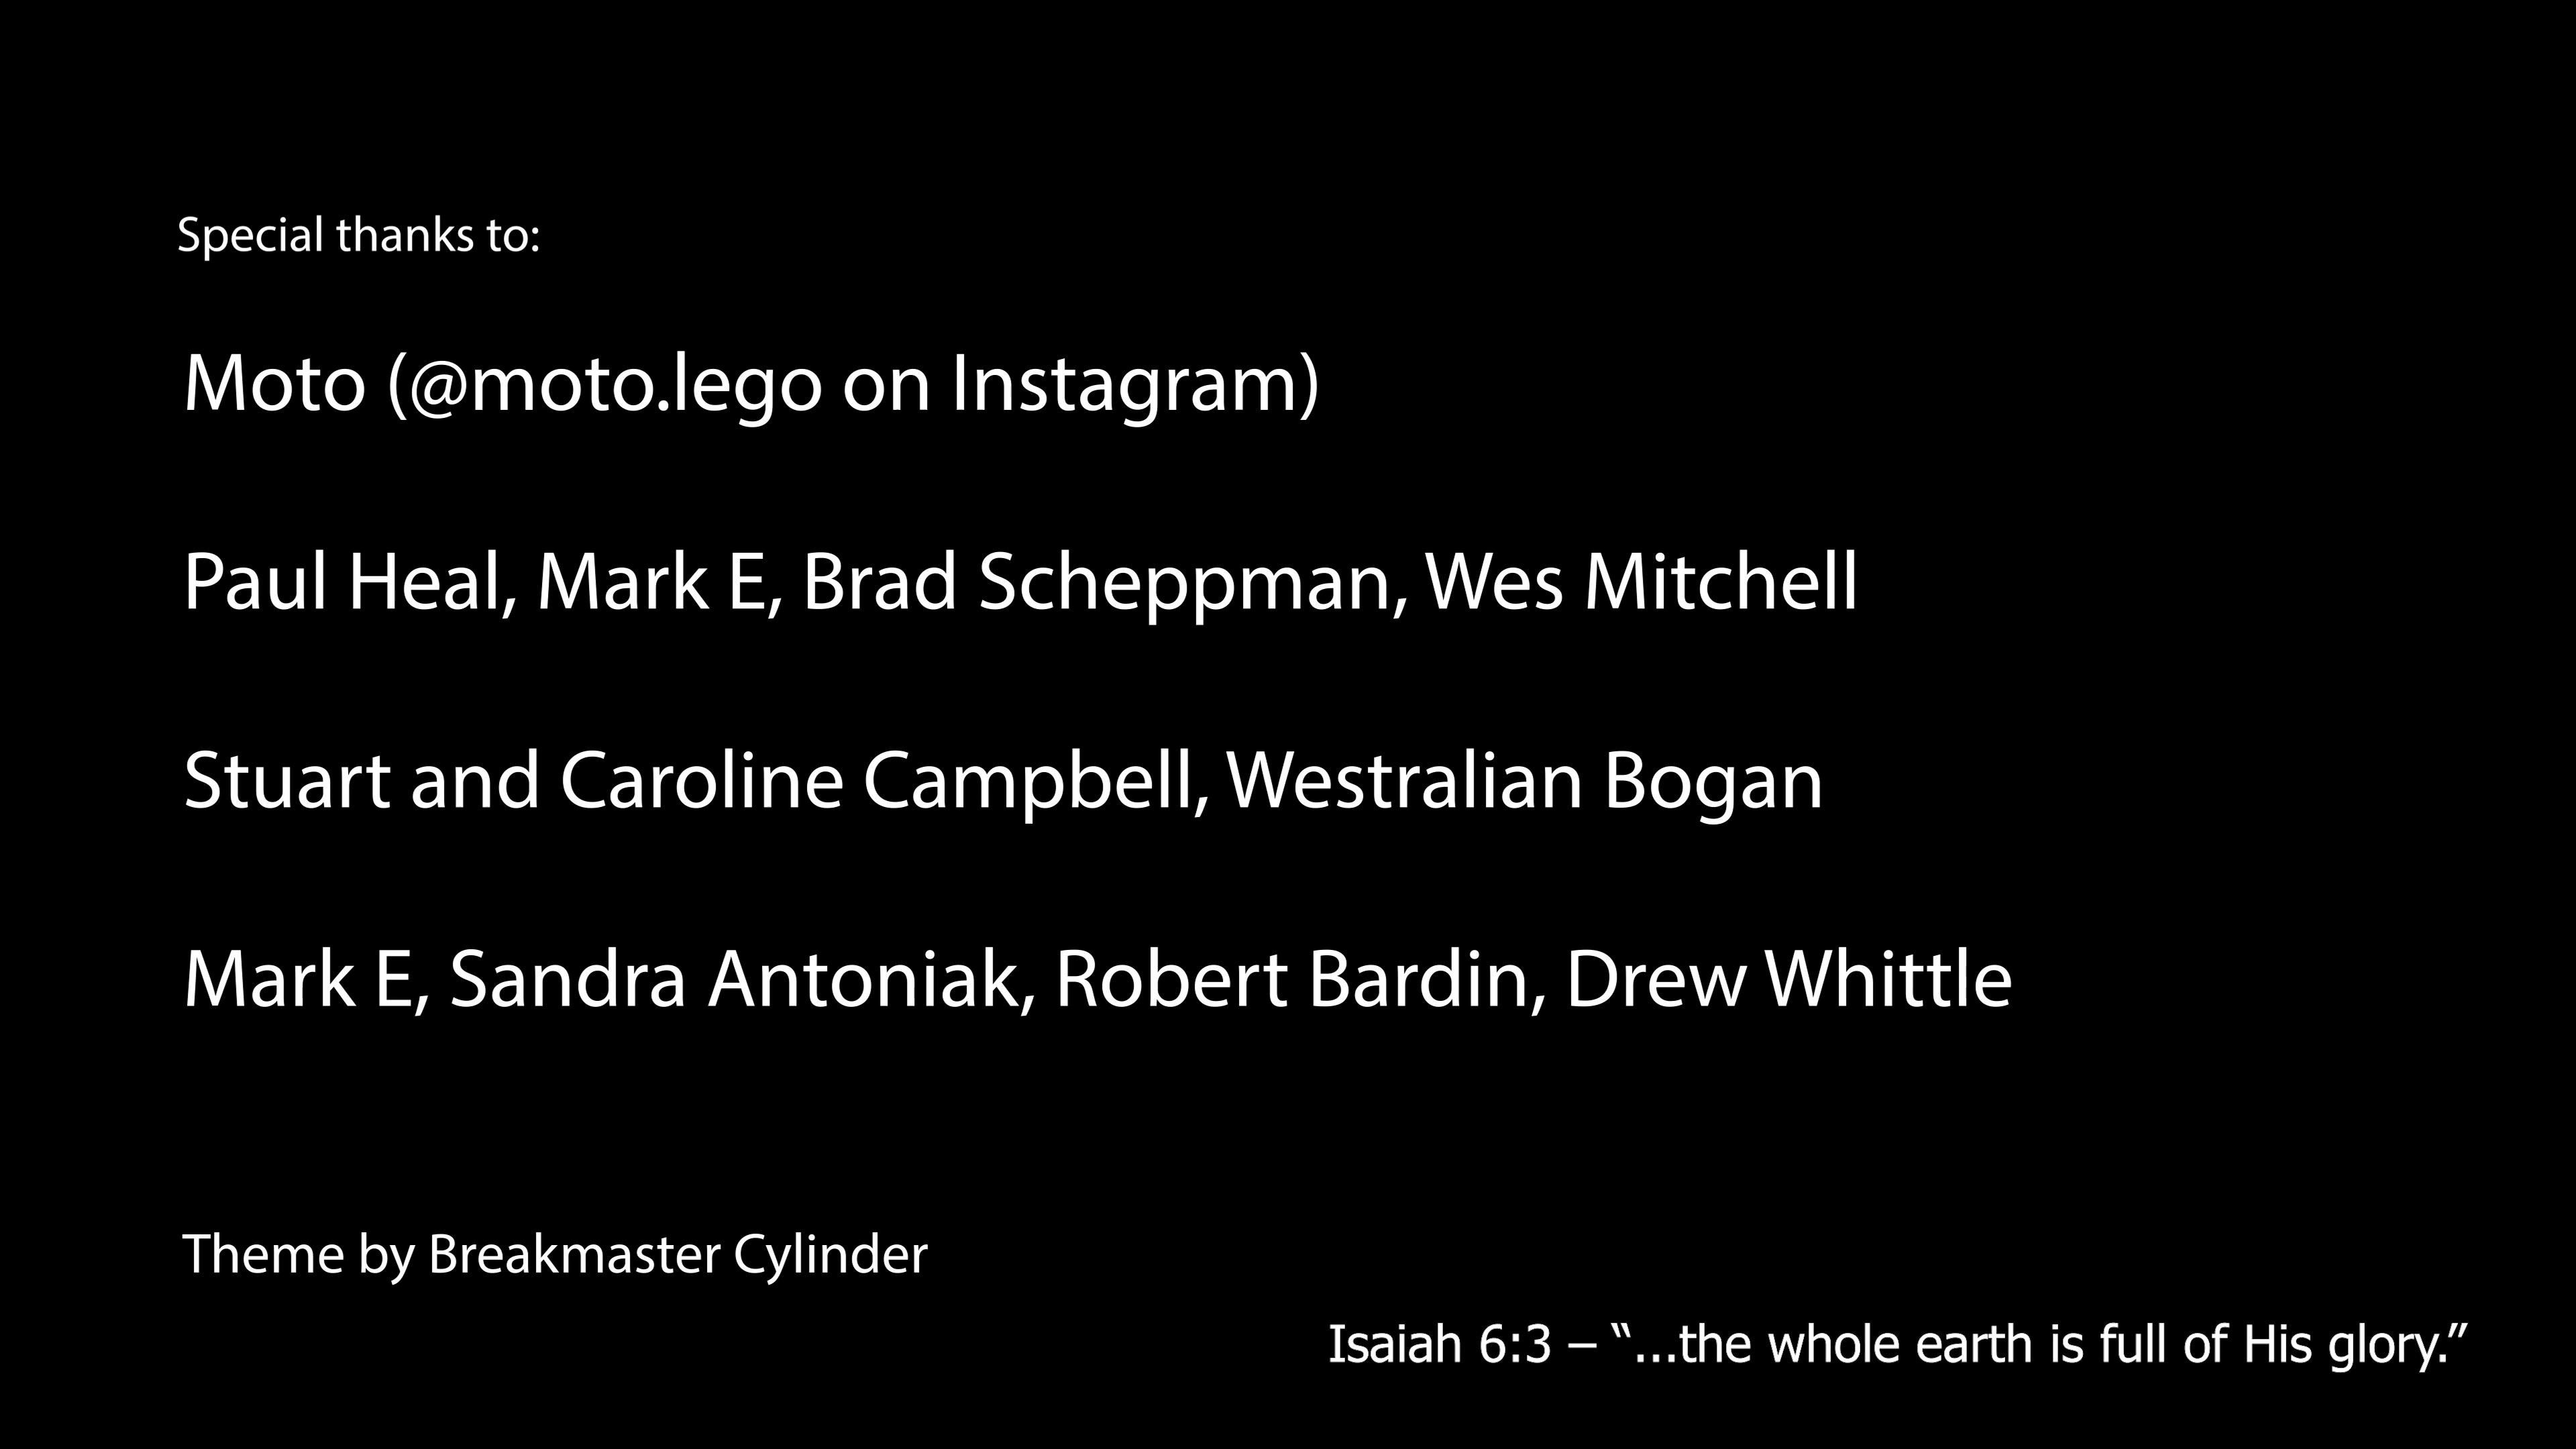 Special thanks to:
Moto (@moto.lego on Instagram)
Paul Heal, Mark E, Brad Scheppman, Wes Mitchell
Stuart and Caroline Campbell, Westralian Bogan
Mark E, Sandra Antoniak, Robert Bardin, Drew Whittle
Theme by Breakmaster Cylinder
Isaiah 6:3 – “...the whole earth is full of His glory.”